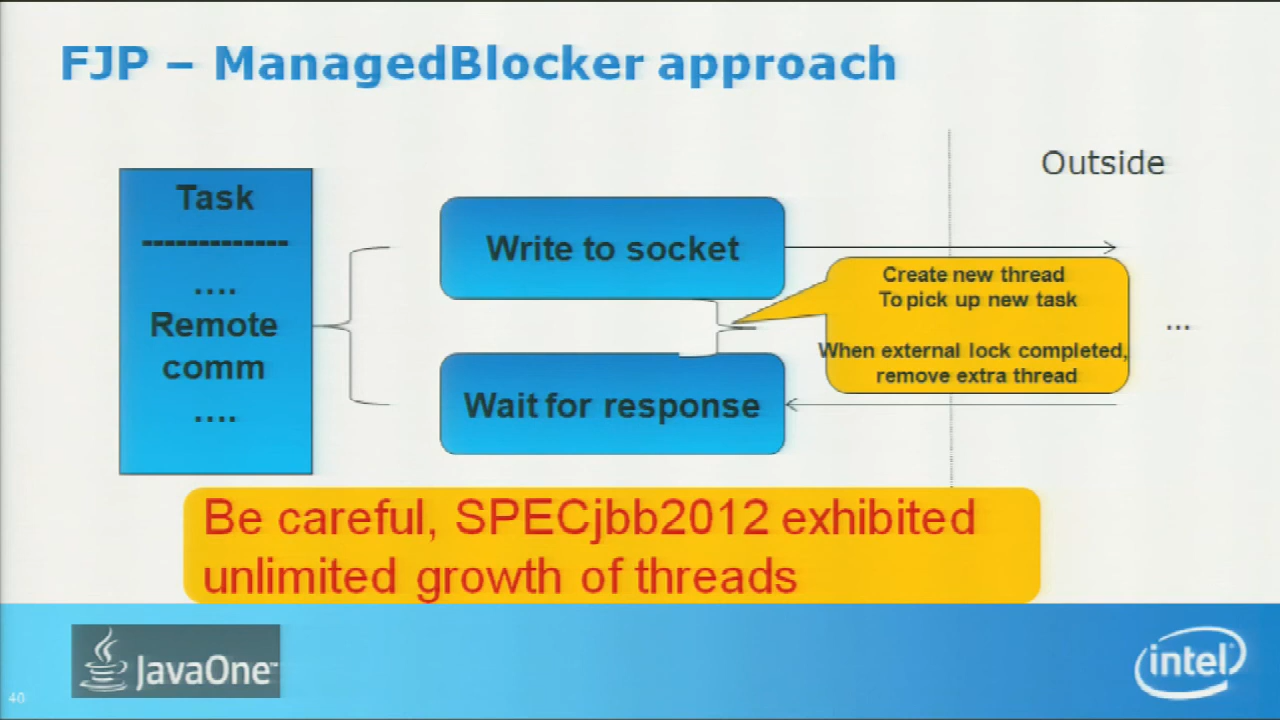 FJP – ManagedBlocker approach
Outside
Task
-------------
....
Remote
comm
....
Write to socket
Wait for response
Create new thread
To pick up new task
When external lock completed,
remove extra thread
...
Be careful, SPECjbb2012 exhibited
unlimited growth of threads
JavaOne™
intel
40